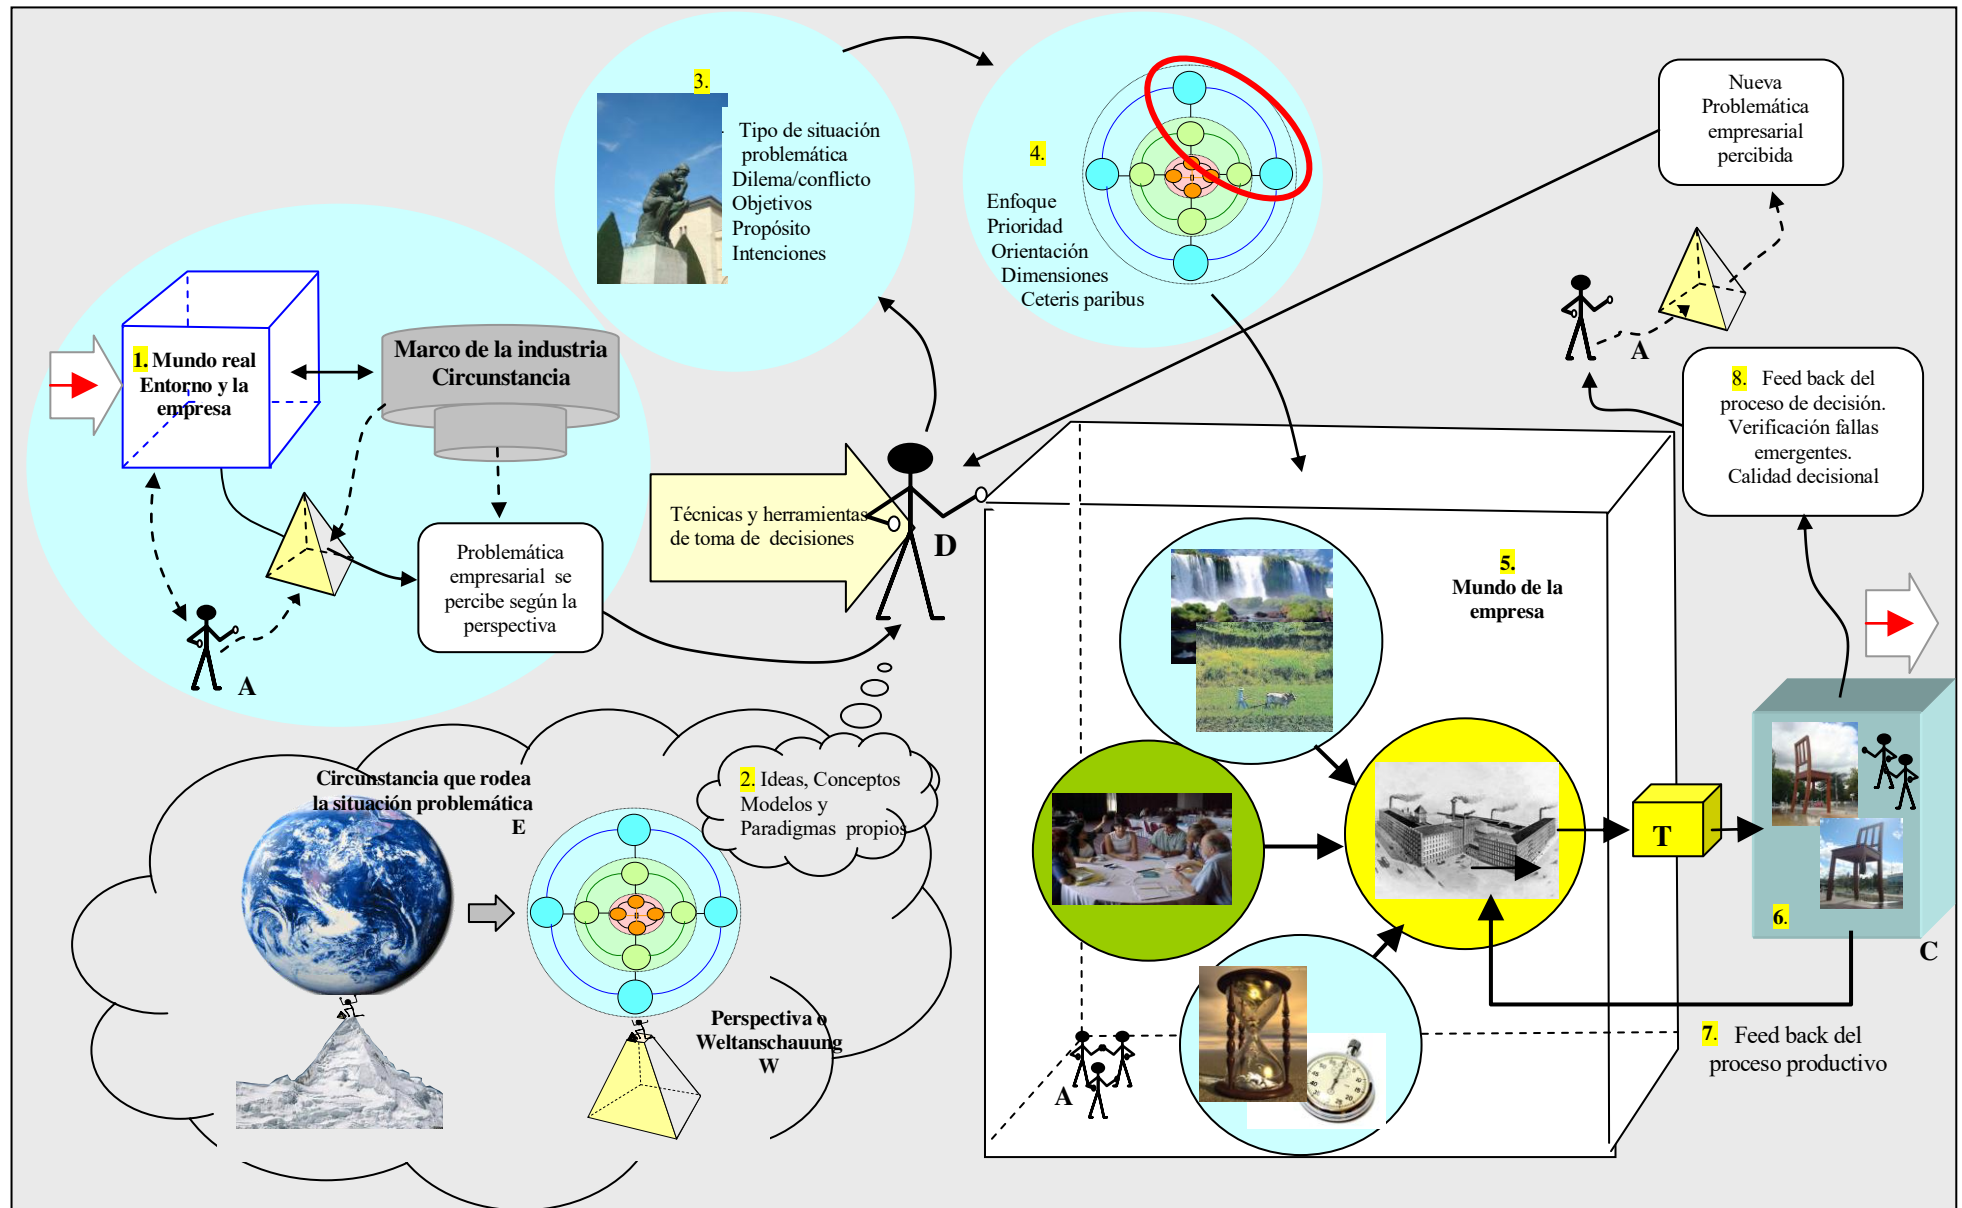 3.
Tipo de situación
problemática
Dilema/conflicto
Objetivos
Propósito
Intenciones
4.
Enfoque
Prioridad
Orientación
Dimensiones
Ceteris paribus
Nueva
Problemática
empresarial
percibida
A
1. Mundo real
Entorno y la
empresa
Marco de la industria
Circunstancia
Problemática
empresarial se
percibe según la
perspectiva
A
Técnicas y herramientas
de toma de decisiones
D
8. Feed back del
proceso de decisión.
Verificación fallas
emergentes.
Calidad decisional
5.
Mundo de la
empresa
Circunstancia que rodea
la situación problemática
E
2. Ideas, Conceptos
Modelos y
Paradigmas propios
Perspectiva o
Weltanschauung
W
A
T
6.
C
7. Feed back del
proceso productivo